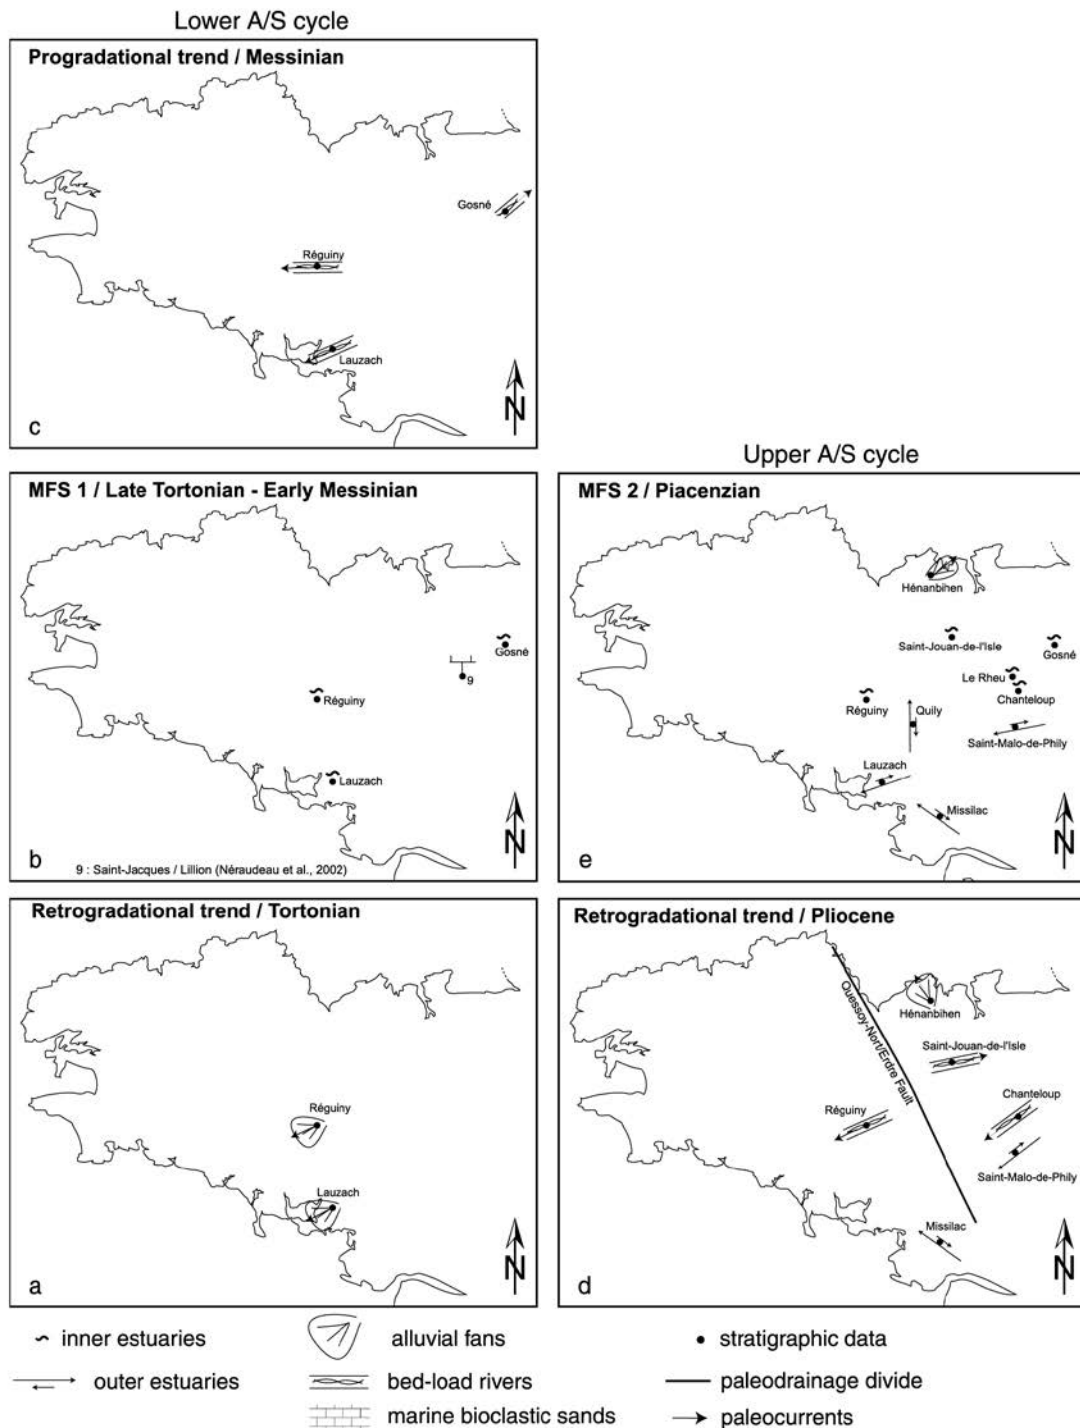 Lower A/S cycle
Progradational trend / Messinian
Gosné
Réguiny
Lauzach
N
c
Upper A/S cycle
MFS 1 / Late Tortonian - Early Messinian
Gosné
9
Réguiny
Lauzach
N
b
9 : Saint-Jacques / Lillion (Néraudeau et al., 2002)
MFS 2 / Piacenzian
Hénanbihen
Saint-Jouan-de-l'Isle
Gosné
Le Rheu
Chanteloup
Réguiny
Quily
Saint-Malo-de-Phily
Lauzach
Missilac
N
e
Retrogradational trend / Tortonian
Réguiny
Lauzach
N
a
Retrogradational trend / Pliocene
Quessoy-Nort/Erdre Fault
Hénanbihen
Saint-Jouan-de-l'Isle
Chanteloup
Réguiny
Saint-Malo-de-Phily
Missilac
N
d
inner estuaries
alluvial fans
stratigraphic data
outer estuaries
bed-load rivers
paleodrainage divide
marine bioclastic sands
paleocurrents